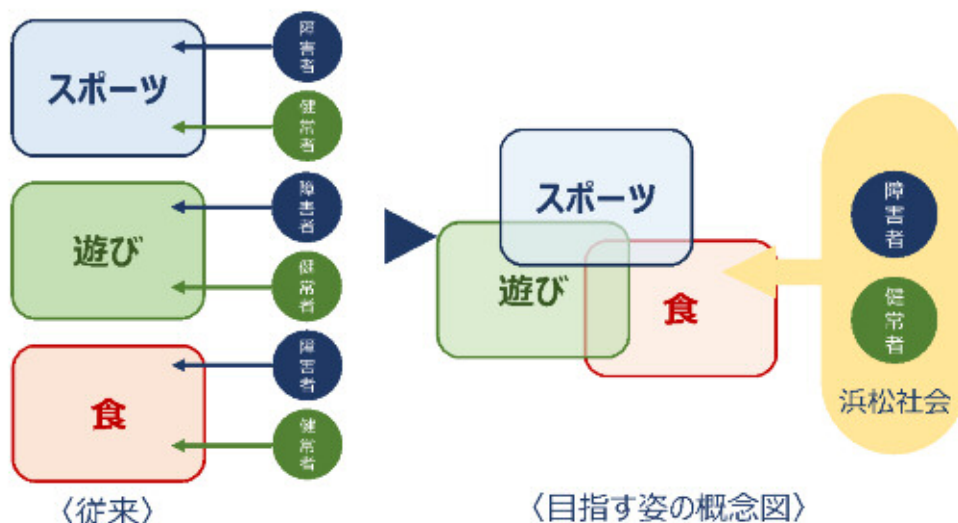 スポーツ
障害者
健常者
遊び
障害者
健常者
食
障害者
健常者
〈従来〉
スポーツ
遊び
食
障害者
健常者
浜松社会
〈目指す姿の概念図〉